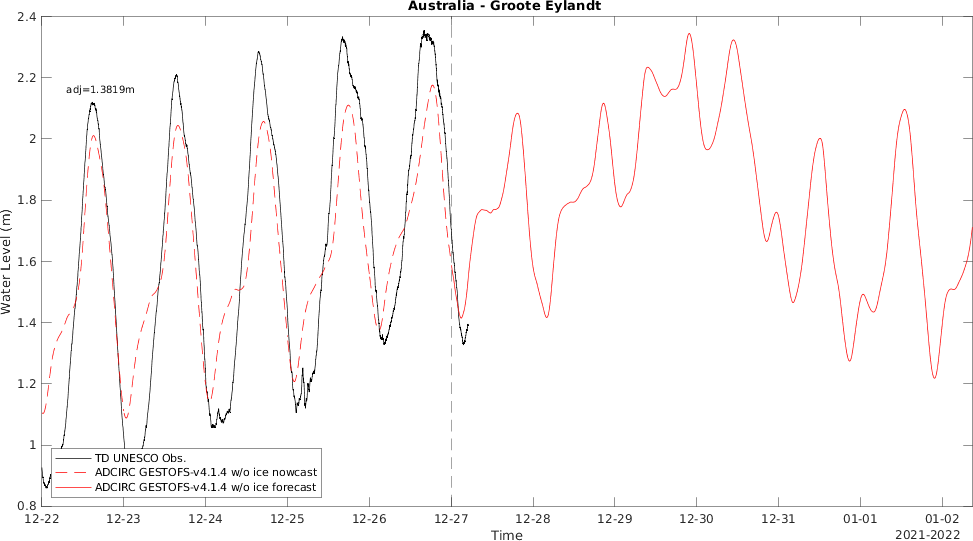 Australia - Groote Eylandt
2.4
2.2
2
1.8
1.6
1.4
1.2
1
0.8
Water Level (m)
adj=1.3819m
TD UNESCO Obs.
ADCIRC GESTOFS-v4.1.4 w/o ice nowcast
ADCIRC GESTOFS-v4.1.4 w/o ice forecast
12-22 12-23 12-24 12-25 12-26 12-27 12-28 12-29 12-30 12-31 01-01 01-02
Time
2021-2022